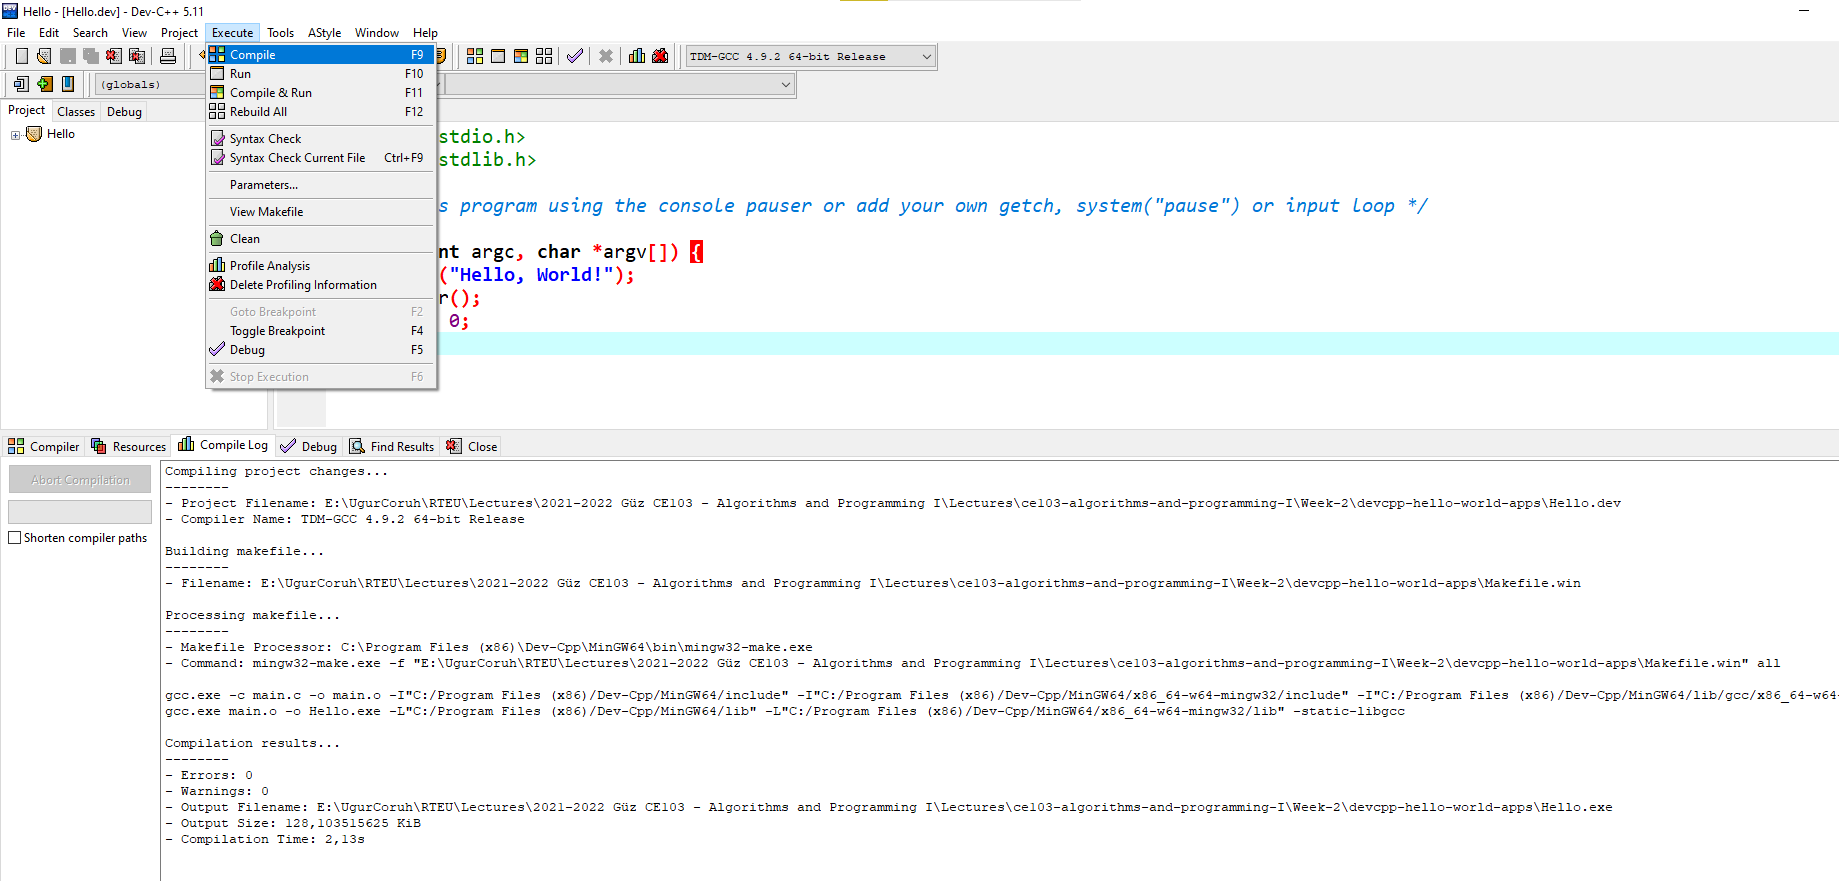 Hello - [Hello.dev] - Dev-C++ 5.11
File Edit Search View Project Execute Tools AStyle Window Help
TDM-GCC 4.9.2 64-bit Release
(globals)
Project Classes Debug
Hello
Compile F9
Run F10
Compile & Run F11
Rebuild All F12
Syntax Check
Syntax Check Current File Ctrl+F9
Parameters...
View Makefile
Clean
Profile Analysis
Delete Profiling Information
Goto Breakpoint F2
Toggle Breakpoint F4
Debug F5
Stop Execution F6
stdio.h>
stdlib.h>
s program using the console pauser or add your own getch, system("pause") or input loop */
nt argc, char *argv[]) {
("Hello, World!");
r();
0;
Compiler Resources Compile Log Debug Find Results Close
Abort Compilation
Shorten compiler paths
Compiling project changes...
--------
- Project Filename: E:\UgurCoruh\RTEU\Lectures\2021-2022 Güz CE103 - Algorithms and Programming I\Lectures\ce103-algorithms-and-programming-I\Week-2\devcpp-hello-world-apps\Hello.dev
- Compiler Name: TDM-GCC 4.9.2 64-bit Release
Building makefile...
--------
- Filename: E:\UgurCoruh\RTEU\Lectures\2021-2022 Güz CE103 - Algorithms and Programming I\Lectures\ce103-algorithms-and-programming-I\Week-2\devcpp-hello-world-apps\Makefile.win
Processing makefile...
--------
- Makefile Processor: C:\Program Files (x86)\Dev-Cpp\MinGW64\bin\mingw32-make.exe
- Command: mingw32-make.exe -f "E:\UgurCoruh\RTEU\Lectures\2021-2022 Güz CE103 - Algorithms and Programming I\Lectures\ce103-algorithms-and-programming-I\Week-2\devcpp-hello-world-apps\Makefile.win" all
gcc.exe -c main.c -o main.o -I"C:/Program Files (x86)/Dev-Cpp/MinGW64/include" -I"C:/Program Files (x86)/Dev-Cpp/MinGW64/x86_64-w64-mingw32/include" -I"C:/Program Files (x86)/Dev-Cpp/MinGW64/lib/gcc/x86_64-w64-
gcc.exe main.o -o Hello.exe -L"C:/Program Files (x86)/Dev-Cpp/MinGW64/lib" -L"C:/Program Files (x86)/Dev-Cpp/MinGW64/x86_64-w64-mingw32/lib" -static-libgcc
Compilation results...
--------
- Errors: 0
- Warnings: 0
- Output Filename: E:\UgurCoruh\RTEU\Lectures\2021-2022 Güz CE103 - Algorithms and Programming I\Lectures\ce103-algorithms-and-programming-I\Week-2\devcpp-hello-world-apps\Hello.exe
- Output Size: 128,103515625 KiB
- Compilation Time: 2,13s